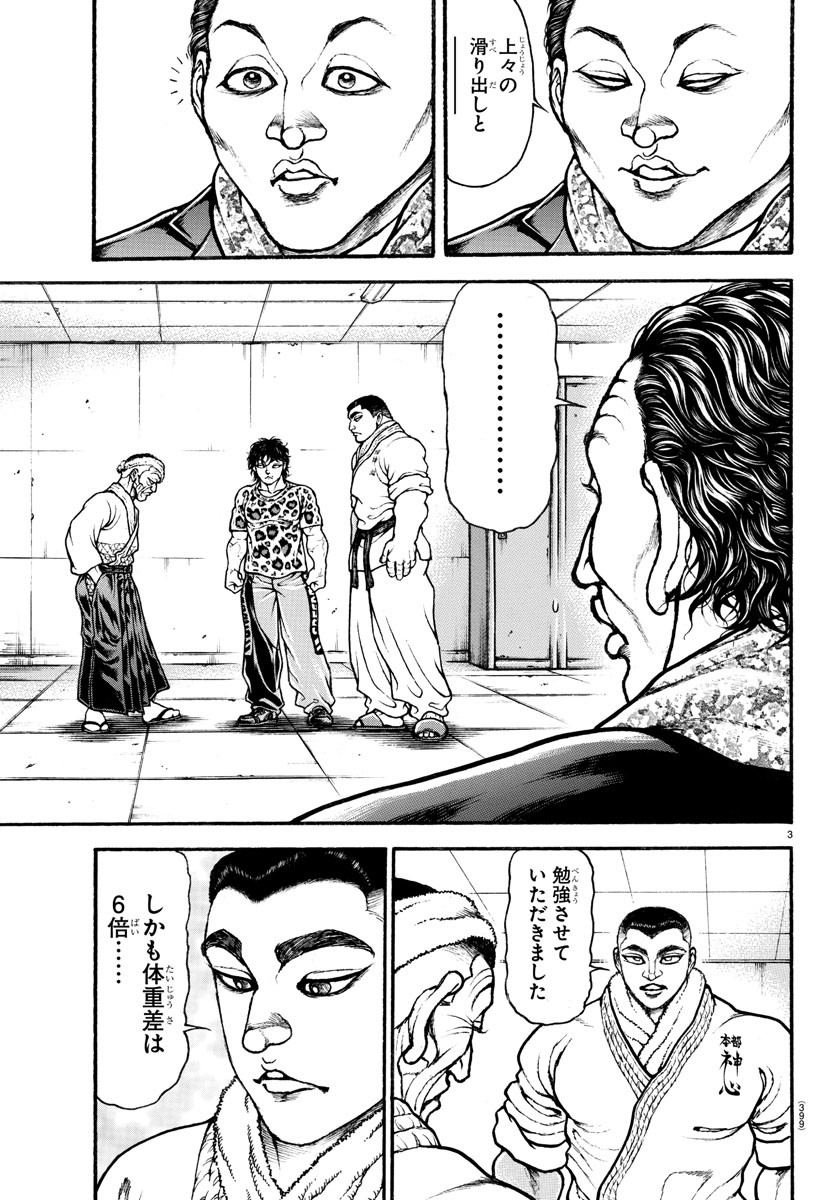 上々の
滑り出しと
――
………………
3
勉強させて
いただきました
本部
神心
しかも体重差は
6倍……
(399)